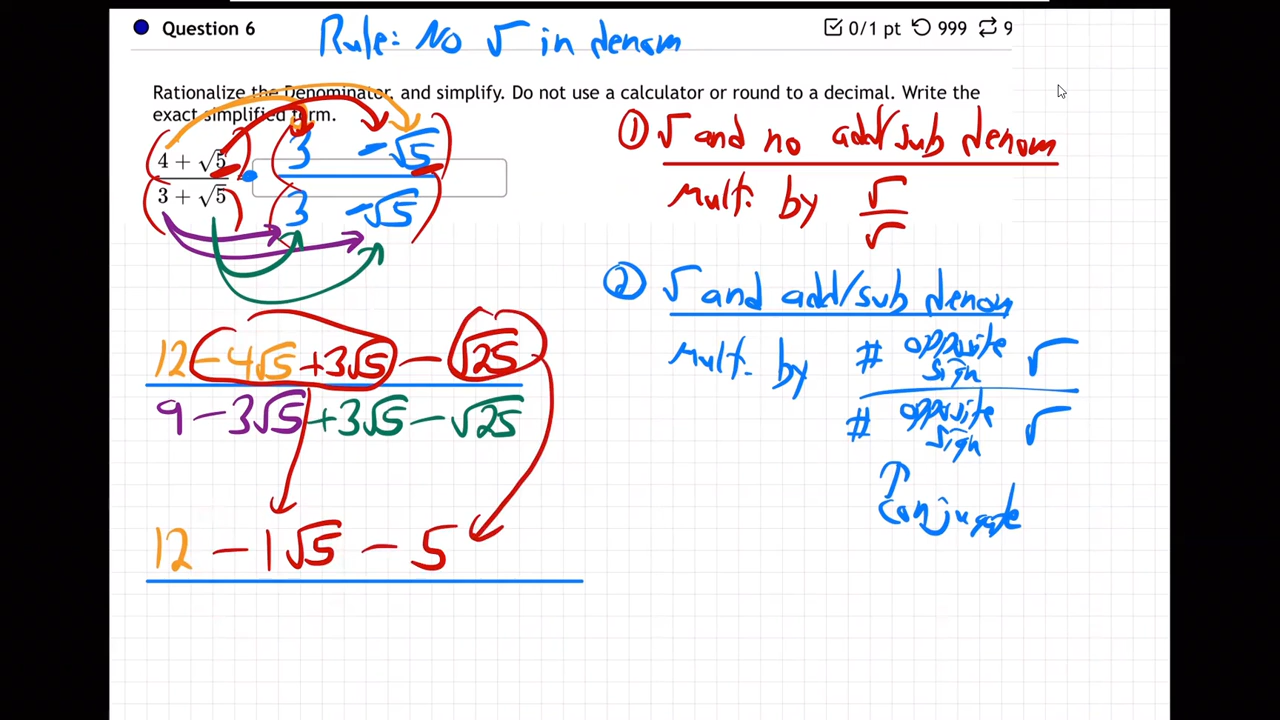 Question 6
Rule: No √ in denom
0/1 pt 999 9
Rationalize the Denominator, and simplify. Do not use a calculator or round to a decimal. Write the
exact simplified form.
(4 + √5) · (3 - √5)
(3 + √5) (3 - √5)
① √ and no add/sub denom
Mult. by √/√
② √ and add/sub denom
Mult. by # opposite sign √
# opposite sign √
↑
conjugate
12 - 4√5 + 3√5 - √25
9 - 3√5 + 3√5 - √25
12 - 1√5 - 5